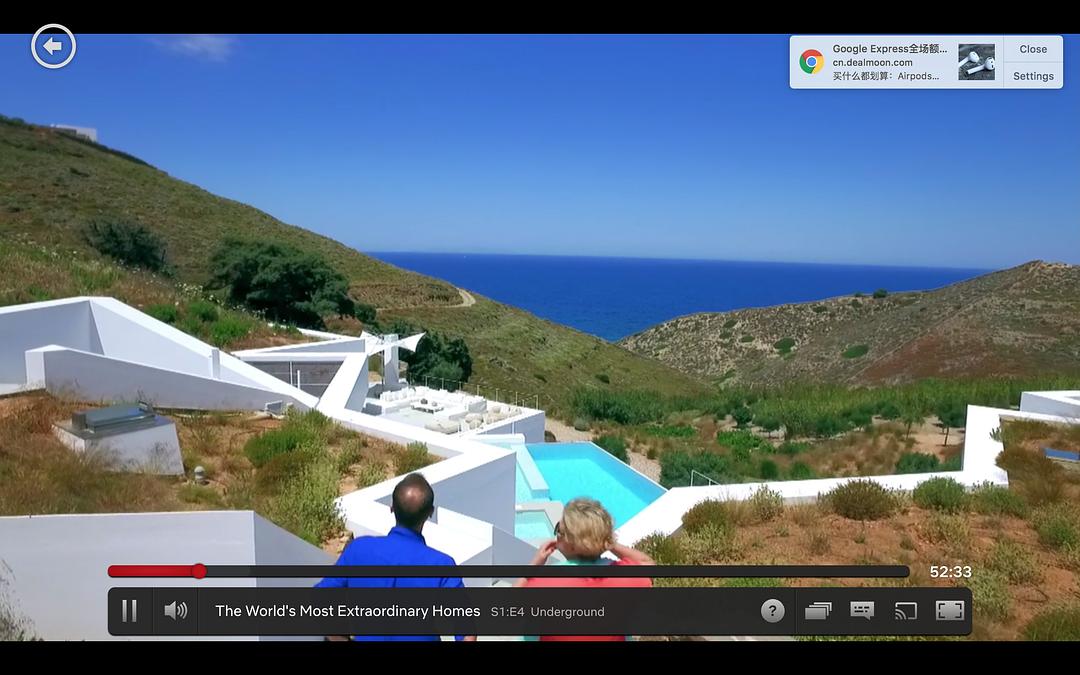 Google Express全场额...
cn.dealmoon.com
买什么都划算：Airpods...
Close
Settings
52:33
The World's Most Extraordinary Homes S1:E4 Underground
?